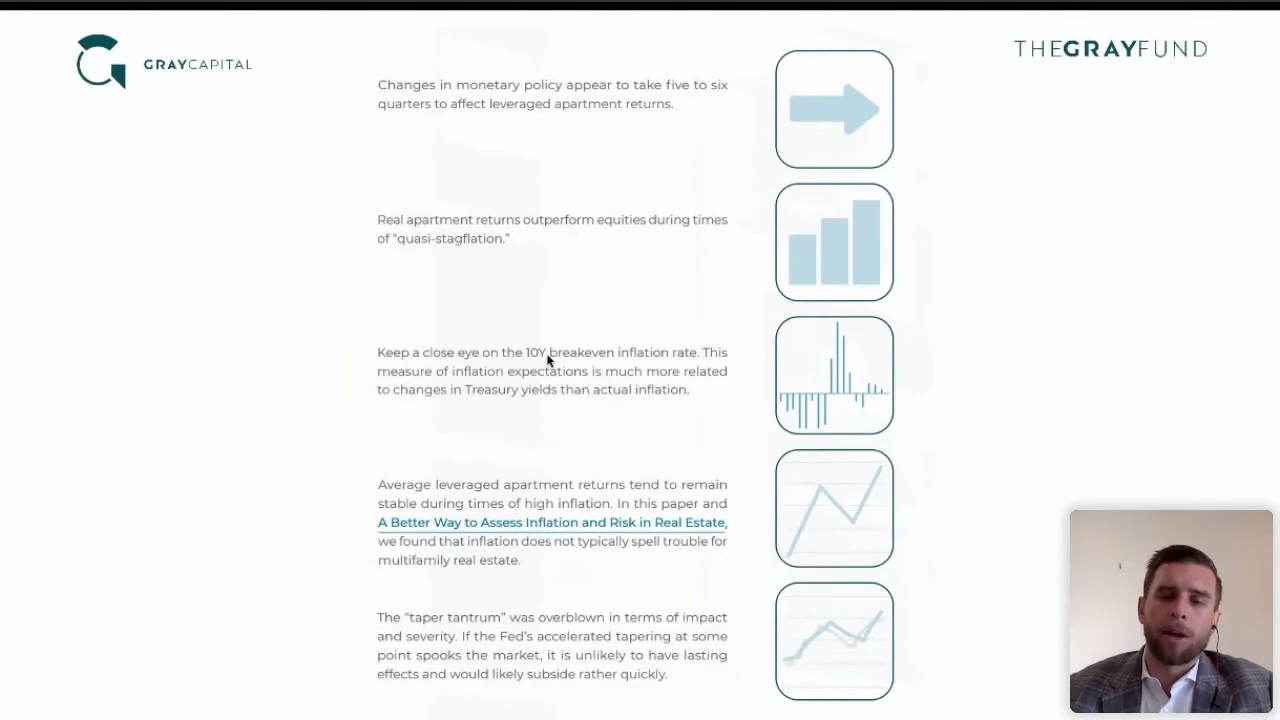 GRAYCAPITAL
THEGRAYFUND
Changes in monetary policy appear to take five to six
quarters to affect leveraged apartment returns.
Real apartment returns outperform equities during times
of “quasi-stagflation.”
Keep a close eye on the 10Y breakeven inflation rate. This
measure of inflation expectations is much more related
to changes in Treasury yields than actual inflation.
Average leveraged apartment returns tend to remain
stable during times of high inflation. In this paper and
A Better Way to Assess Inflation and Risk in Real Estate,
we found that inflation does not typically spell trouble for
multifamily real estate.
The “taper tantrum” was overblown in terms of impact
and severity. If the Fed’s accelerated tapering at some
point spooks the market, it is unlikely to have lasting
effects and would likely subside rather quickly.